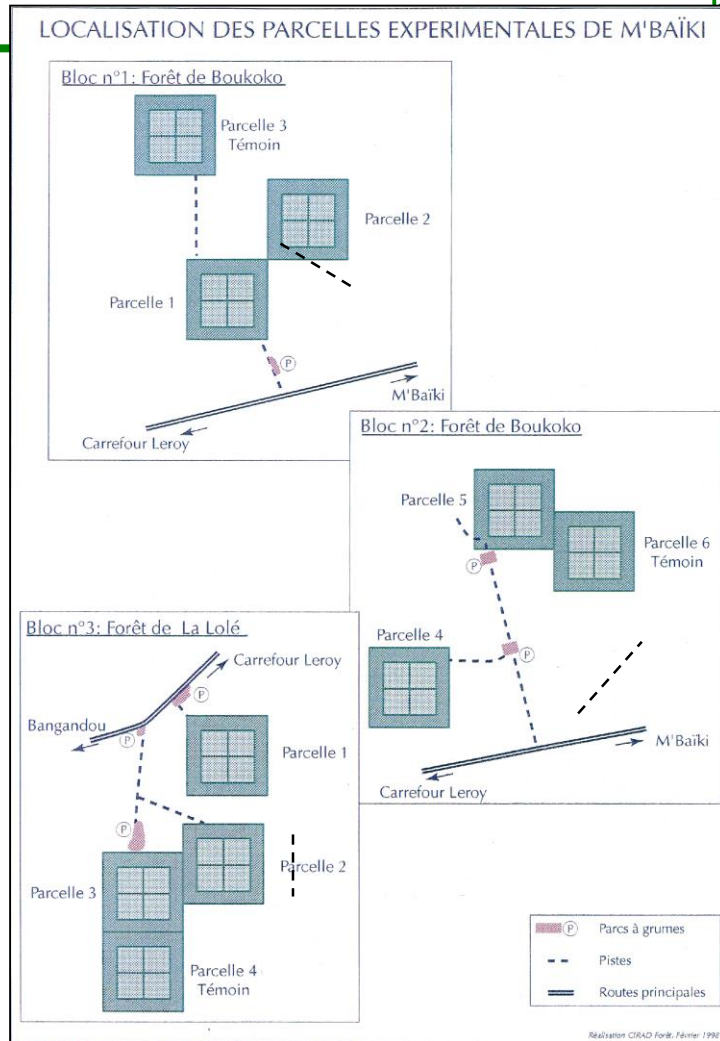 LOCALISATION DES PARCELLES EXPERIMENTALES DE M'BAÏKI
Bloc n°1: Forêt de Boukoko
Parcelle 3
Témoin
Parcelle 2
Parcelle 1
P
M'Baïki
Carrefour Leroy
Bloc n°2: Forêt de Boukoko
Parcelle 5
Parcelle 6
Témoin
P
Parcelle 4
P
M'Baïki
Carrefour Leroy
Bloc n°3: Forêt de La Lolé
Carrefour Leroy
P
Bangandou
P
Parcelle 1
P
Parcelle 2
Parcelle 3
Parcelle 4
Témoin
P Parcs à grumes
Pistes
Routes principales
Réalisation CIRAD Forêt, Février 1998